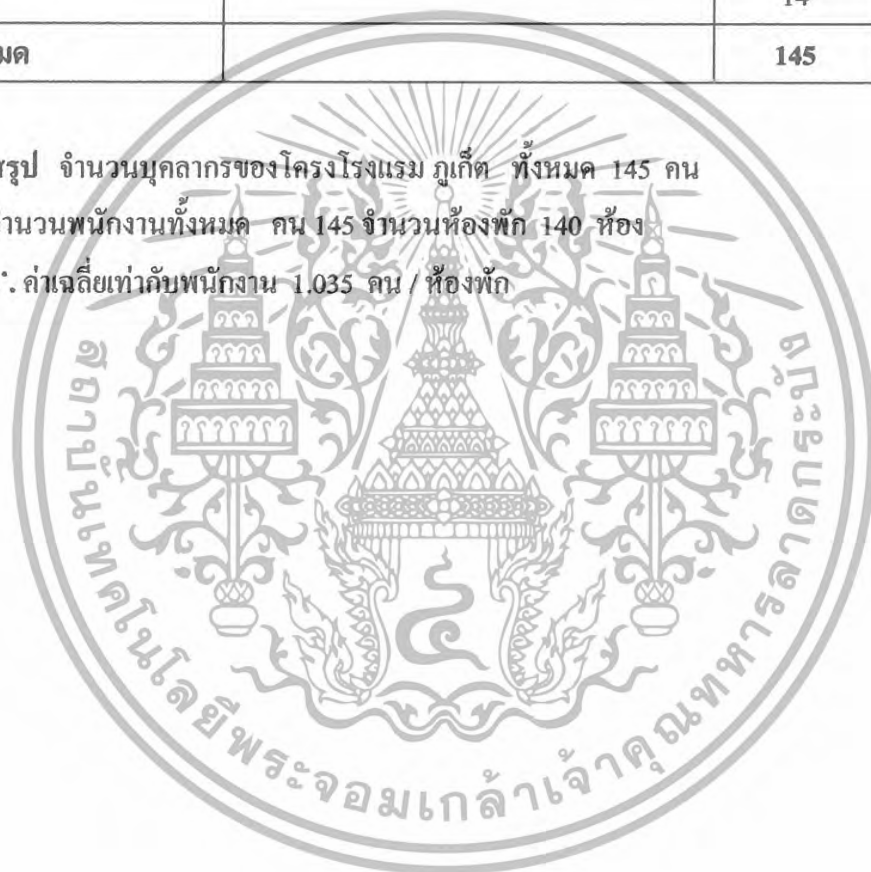 14
มด 145
รุป จำนวนบุคลากรของโครงโรงแรม ภูเก็ต ทั้งหมด 145 คน
จำนวนพนักงานทั้งหมด คน 145 จำนวนห้องพัก 140 ห้อง
ค่าเฉลี่ยเท่ากับพนักงาน 1.035 คน / ห้องพัก
สถาบันเทคโนโลยีพระจอมเกล้าเจ้าคุณทหารลาดกระบัง